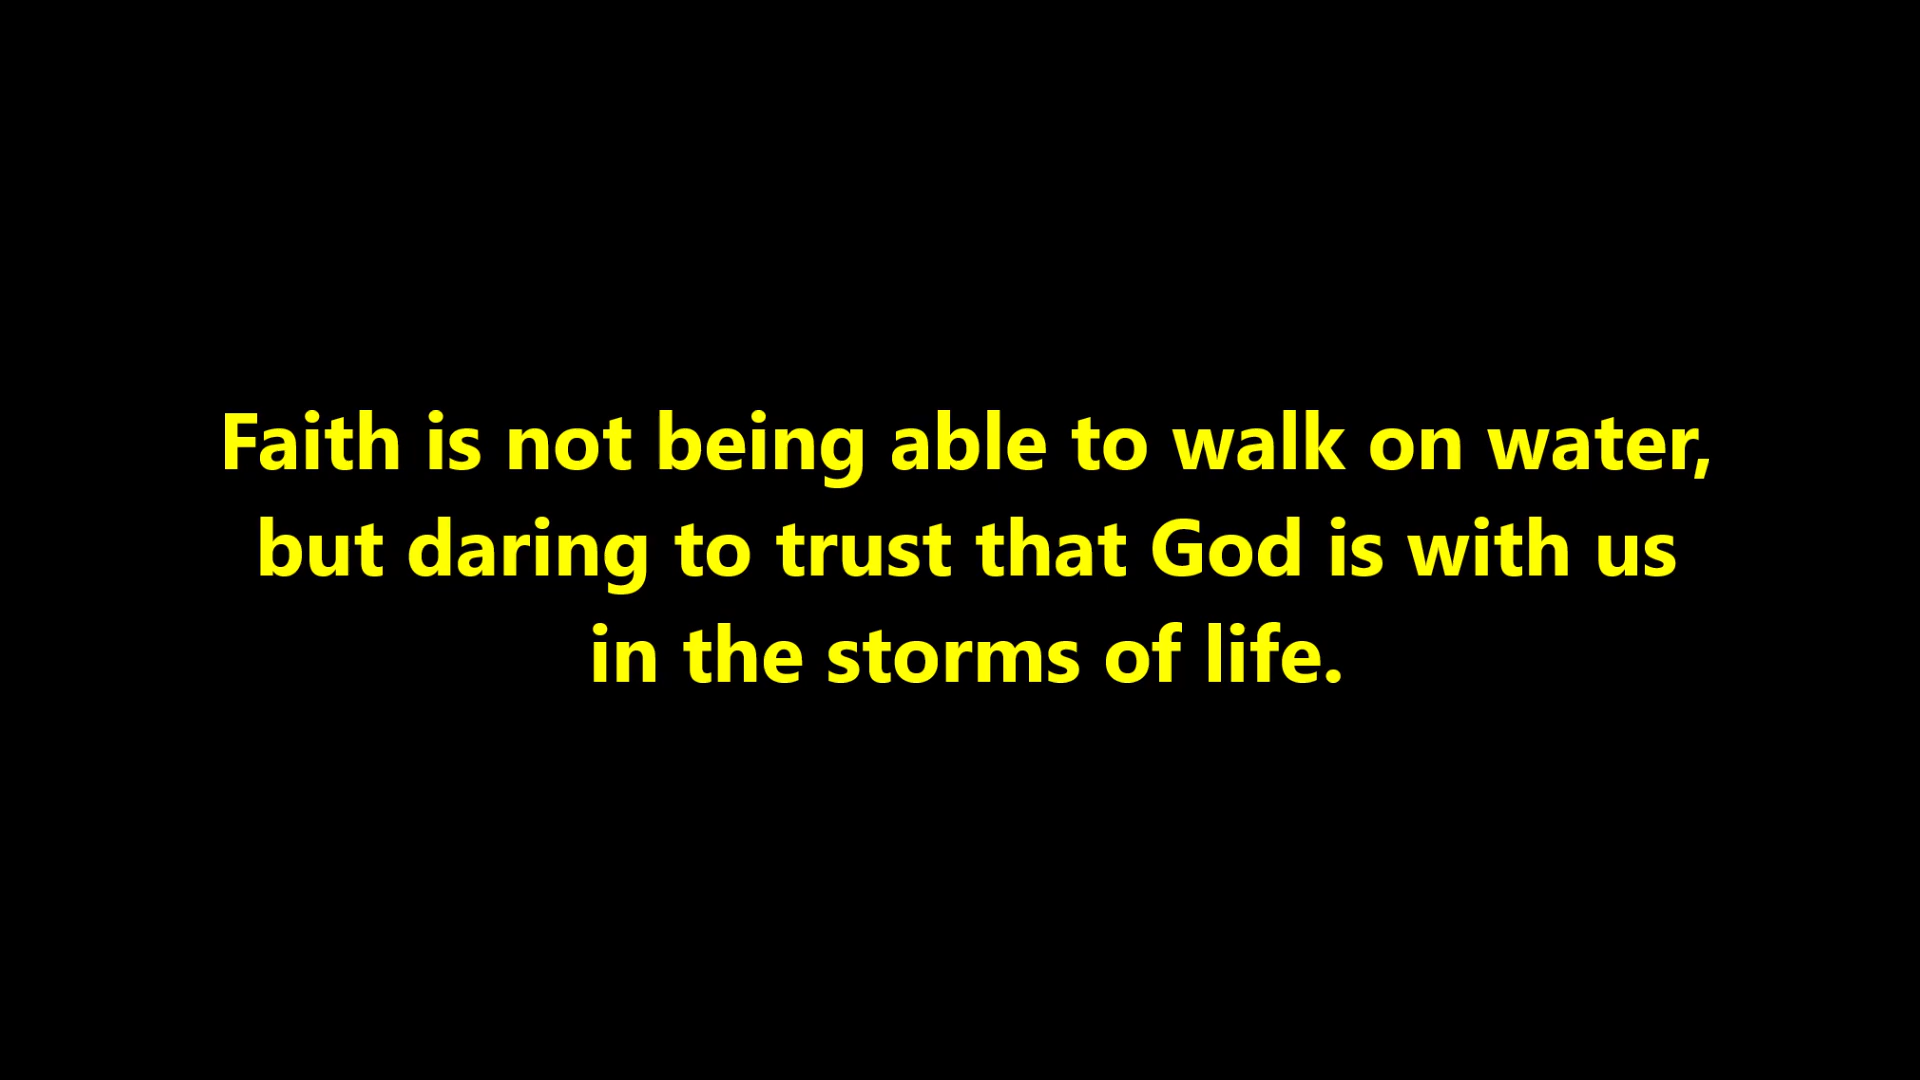 Faith is not being able to walk on water,
but daring to trust that God is with us
in the storms of life.